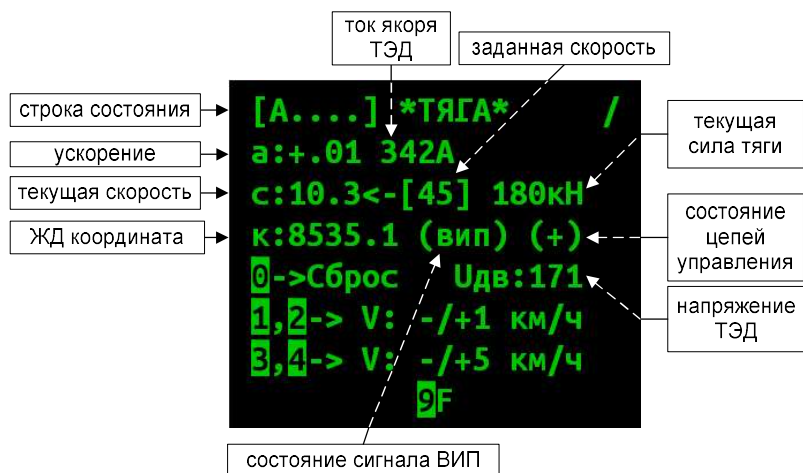 ток якоря
ТЭД
заданная скорость
строка состояния
[А....] *ТЯГА* /
текущая
сила тяги
ускорение
а:+.01 342А
текущая скорость
с:10.3<-[45] 180кН
ЖД координата
к:8535.1 (вип) (+)
состояние
цепей
управления
0->Сброс Uдв:171
напряжение
ТЭД
1,2-> V: -/+1 км/ч
3,4-> V: -/+5 км/ч
9F
состояние сигнала ВИП